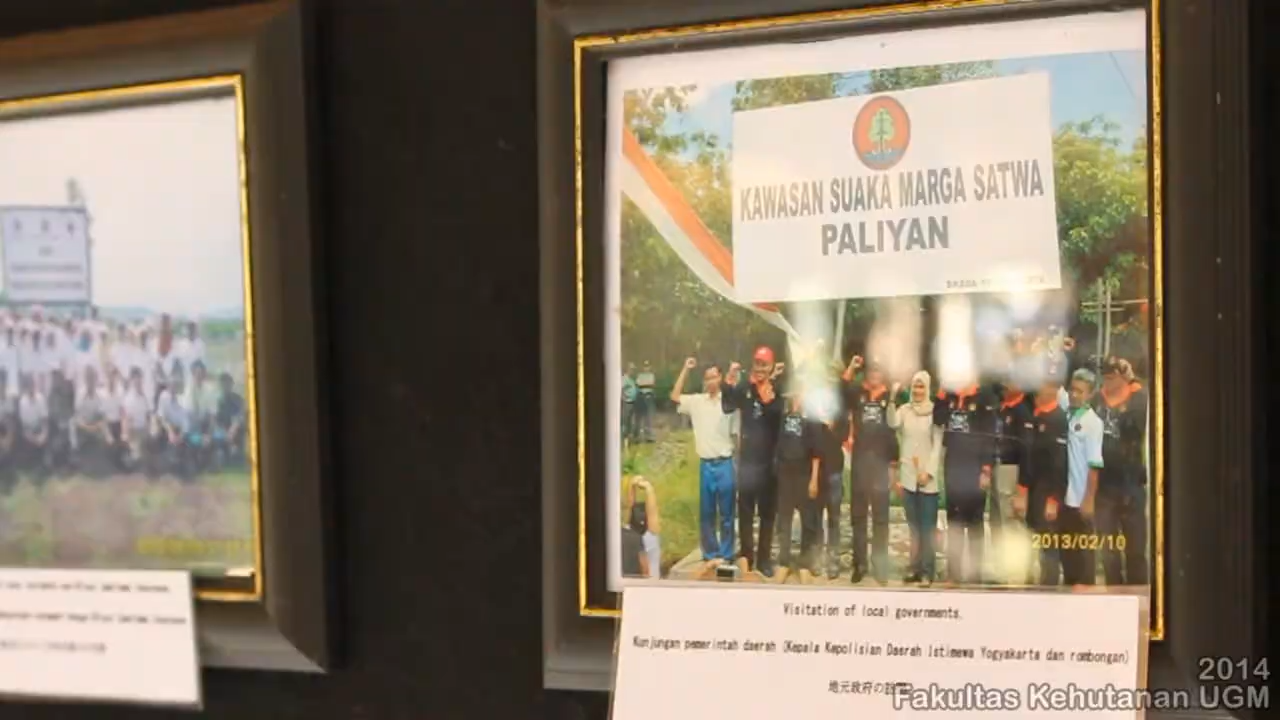 KAWASAN SUAKA MARGA SATWA
PALIYAN
2013/02/10
Visitation of local governments.
Kunjungan pemerintah daerah (Kepala Kepolisian Daerah Istimewa Yogyakarta dan rombongan)
地元政府の訪
2014
Fakultas Kehutanan UGM